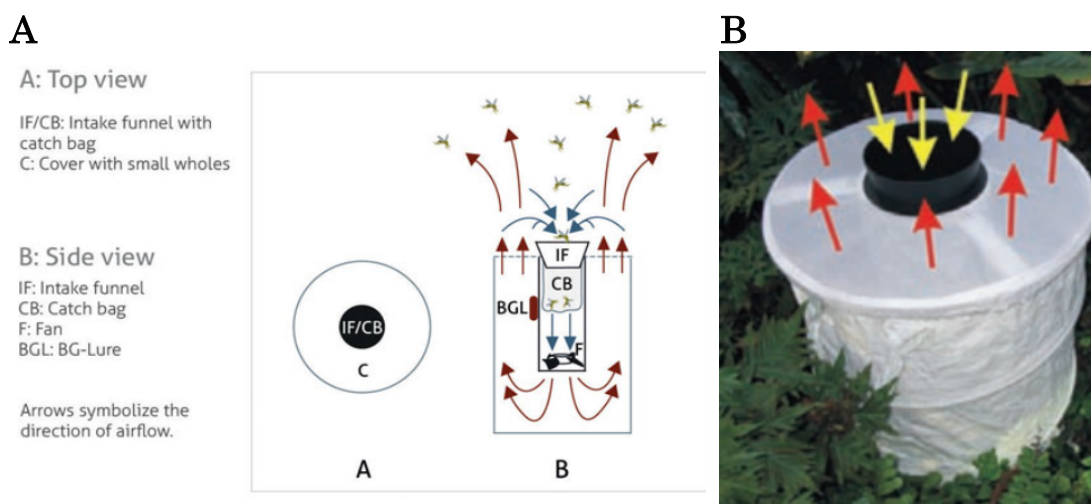 A
B
A: Top view
IF/CB: Intake funnel with
catch bag
C: Cover with small wholes
B: Side view
IF: Intake funnel
CB: Catch bag
F: Fan
BGL: BG-Lure
Arrows symbolize the
direction of airflow.
IF/CB
C
A
IF
CB
BGL
F
B